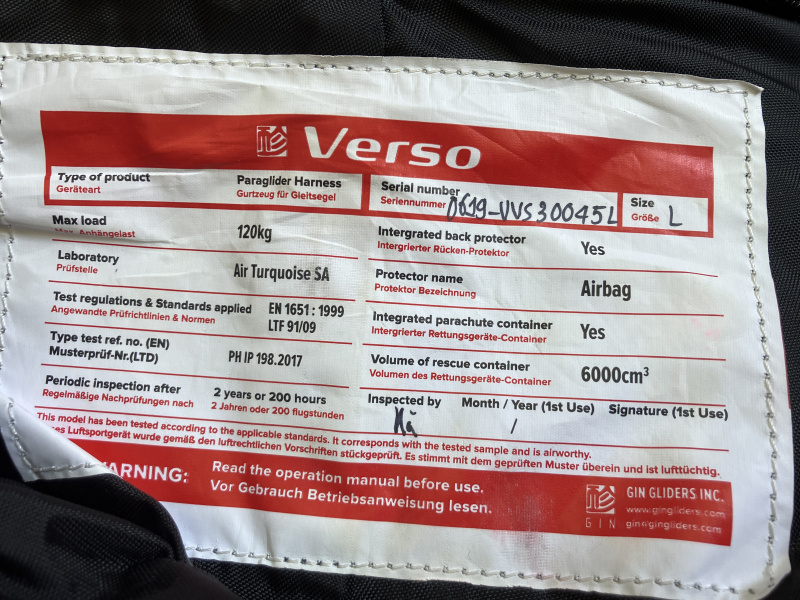 Verso
Type of product
Geräteart
Paraglider Harness
Gurtzeug für Gleitsegel
Serial number
Seriennummer
0619-VVS30045L
Size
Größe
L
Max load
Max. Anhängelast
120kg
Intergrated back protector
Intergrierter Rücken-Protektor
Yes
Laboratory
Prüfstelle
Air Turquoise SA
Protector name
Protektor Bezeichnung
Airbag
Test regulations & Standards applied
Angewandte Prüfrichtlinien & Normen
EN 1651 : 1999
LTF 91/09
Integrated parachute container
Intergrierter Rettungsgeräte-Container
Yes
Type test ref. no. (EN)
Musterprüf-Nr.(LTD)
PH IP 198.2017
Volume of rescue container
Volumen des Rettungsgeräte-Container
6000cm³
Periodic inspection after
Regelmäßige Nachprüfungen nach
2 years or 200 hours
2 Jahren oder 200 flugstunden
Inspected by
Month / Year (1st Use)
/
Signature (1st Use)
This model has been tested according to the applicable standards. It corresponds with the tested sample and is airworthy.
Luftsportgerät wurde gemäß den luftrechtlichen Vorschriften stückgeprüft. Es stimmt mit dem geprüften Muster überein und ist lufttüchtig.
WARNING:
Read the operation manual before use.
Vor Gebrauch Betriebsanweisung lesen.
GIN
GIN GLIDERS INC.
www.gingliders.com
gin@gingliders.com